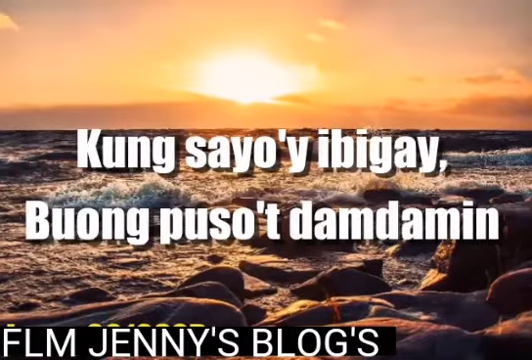 Kung sayo'y ibigay,
Buong puso't damdamin
FLM JENNY'S BLOG'S